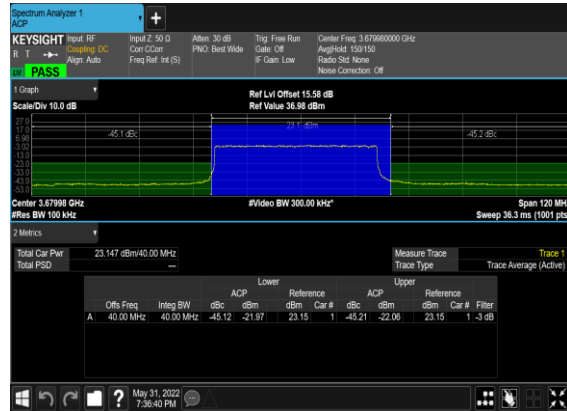 Spectrum Analyzer 1
ACP
+
KEYSIGHT Input: RF Input Z: 50 Ω Atten: 30 dB Trig: Free Run Center Freq: 3.679980000 GHz
R T Coupling: DC Corr CCorr PNO: Best Wide Gate: Off Avg|Hold: 150/150
Align: Auto Freq Ref: Int (S) IF Gain: Low Radio Std: None
LW PASS Noise Correction: Off
1 Graph Ref Lvl Offset 15.58 dB
Scale/Div 10.0 dB Ref Value 36.98 dBm
27.0
17.0 -45.1 dBc 23.1 dBm -45.2 dBc
6.98
-3.02
-13.0
-23.0
-33.0
-43.0
-53.0
Center 3.67998 GHz #Video BW 300.00 kHz* Span 120 MH
#Res BW 100 kHz Sweep 36.3 ms (1001 pts
2 Metrics
Total Car Pwr 23.147 dBm/40.00 MHz Measure Trace Trace 1
Total PSD --- Trace Type Trace Average (Active)
Lower Upper
ACP Reference ACP Reference
Offs Freq Integ BW dBc dBm dBm Car # dBc dBm dBm Car # Filter
A 40.00 MHz 40.00 MHz -45.12 -21.97 23.15 1 -45.21 -22.06 23.15 1 -3 dB
? May 31, 2022
7:36:40 PM